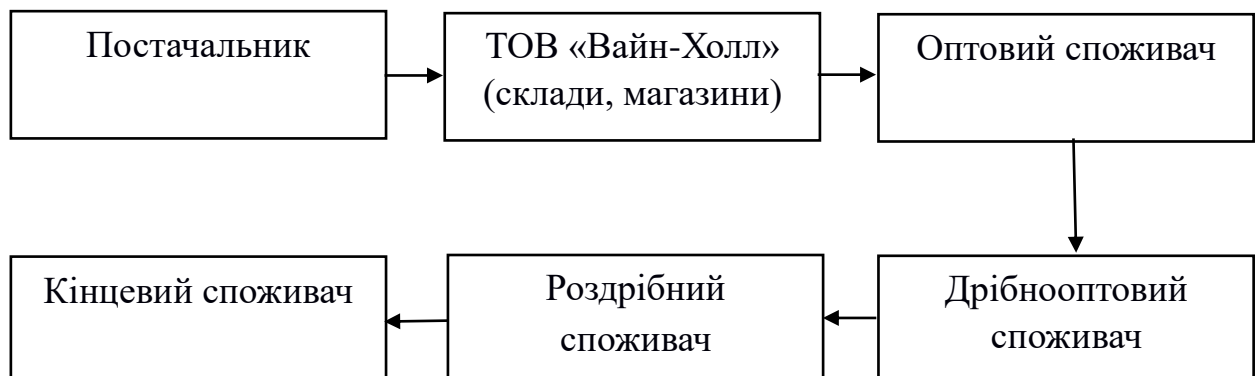 Постачальник
ТОВ «Вайн-Холл»
(склади, магазини)
Оптовий споживач
Кінцевий споживач
Роздрібний
споживач
Дрібнооптовий
споживач